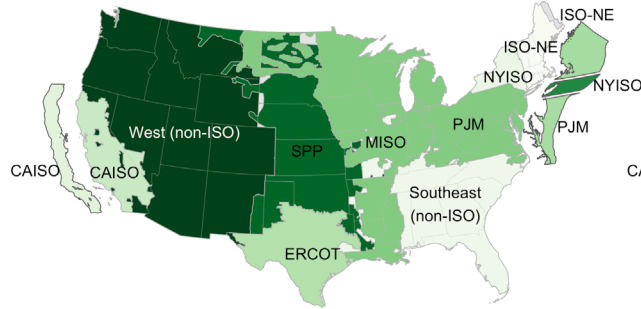 ISO-NE
ISO-NE
NYISO
NYISO
West (non-ISO)
PJM
PJM
MISO
SPP
CAISO
CAISO
CA
Southeast
(non-ISO)
ERCOT